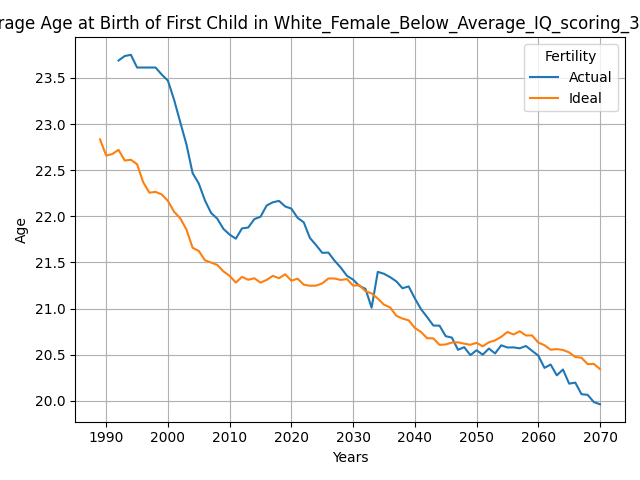 rage Age at Birth of First Child in White_Female_Below_Average_IQ_scoring_3
Fertility
Actual
Ideal
Age
23.5
23.0
22.5
22.0
21.5
21.0
20.5
20.0
1990 2000 2010 2020 2030 2040 2050 2060 2070
Years